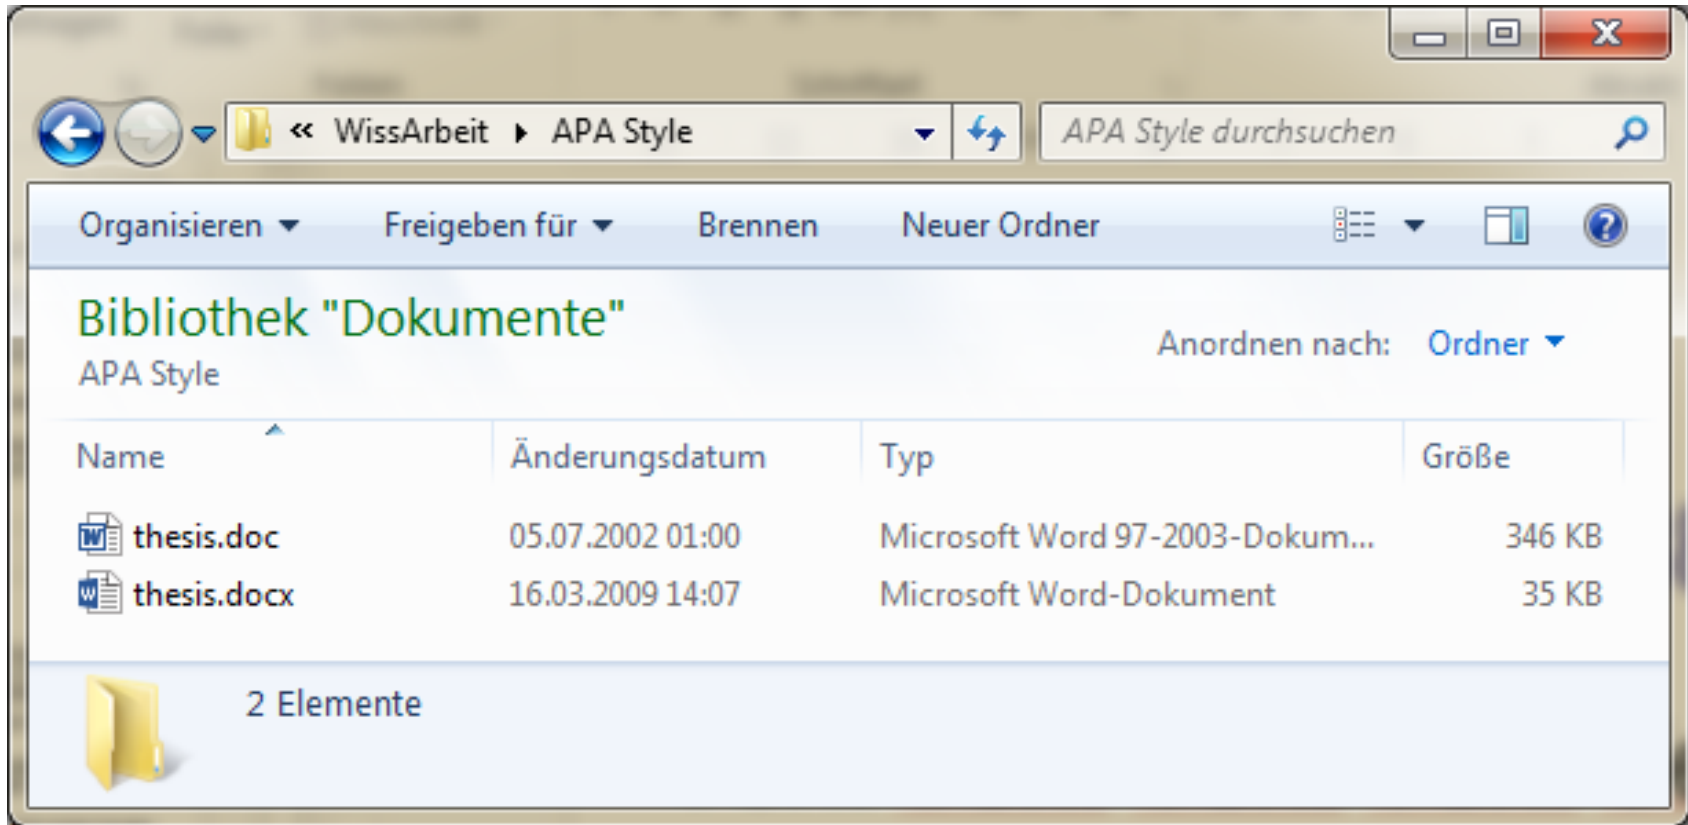 « WissArbeit ▸ APA Style APA Style durchsuchen
Organisieren Freigeben für Brennen Neuer Ordner
Bibliothek "Dokumente"
Anordnen nach: Ordner
APA Style
Name Änderungsdatum Typ Größe
thesis.doc 05.07.2002 01:00 Microsoft Word 97-2003-Dokum... 346 KB
thesis.docx 16.03.2009 14:07 Microsoft Word-Dokument 35 KB
2 Elemente